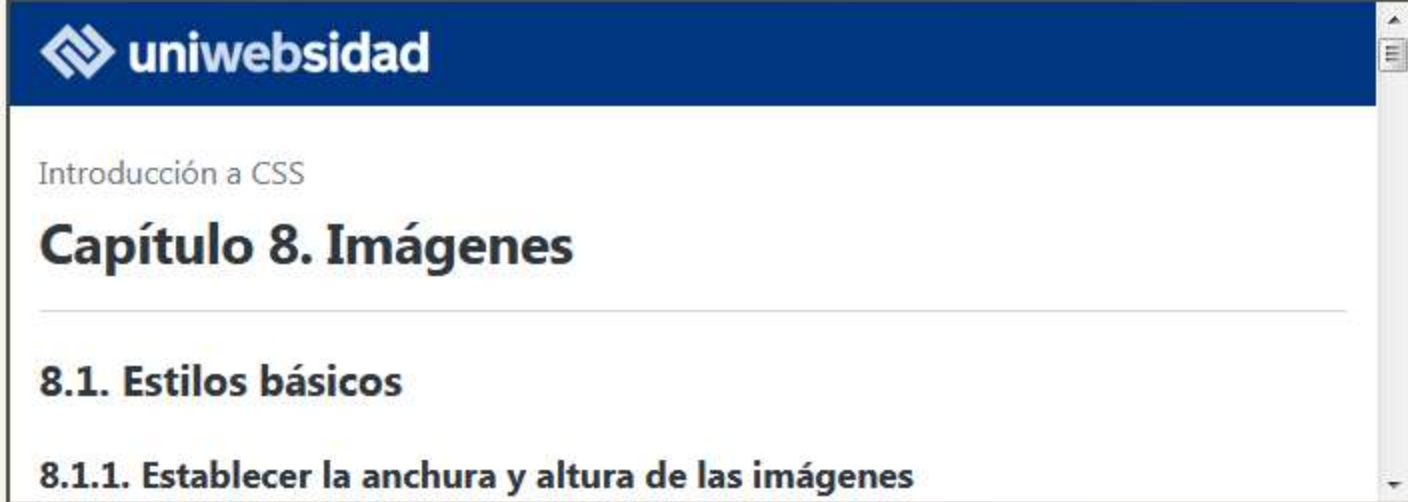 uniwebsidad
Introducción a CSS
Capítulo 8. Imágenes
8.1. Estilos básicos
8.1.1. Establecer la anchura y altura de las imágenes